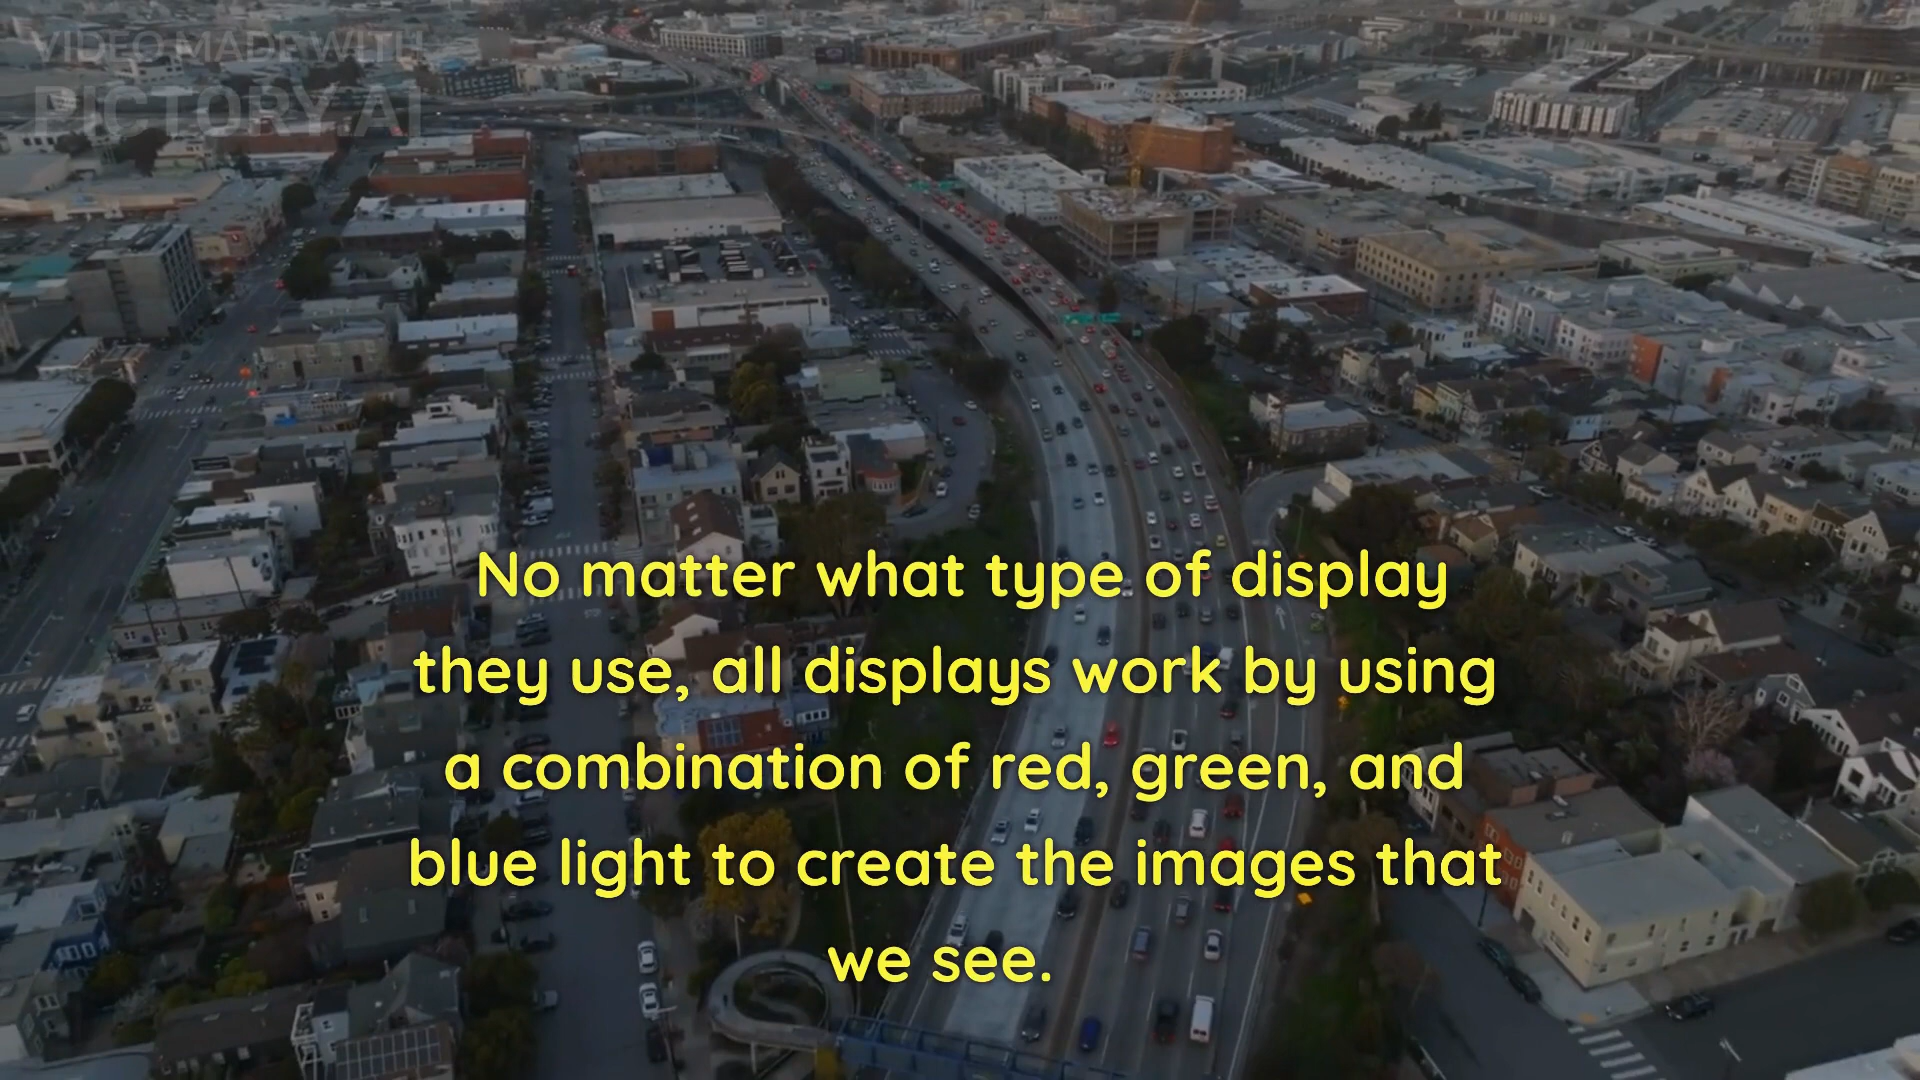 VIDEO MADE WITH
PICTORY.AI
No matter what type of display
they use, all displays work by using
a combination of red, green, and
blue light to create the images that
we see.